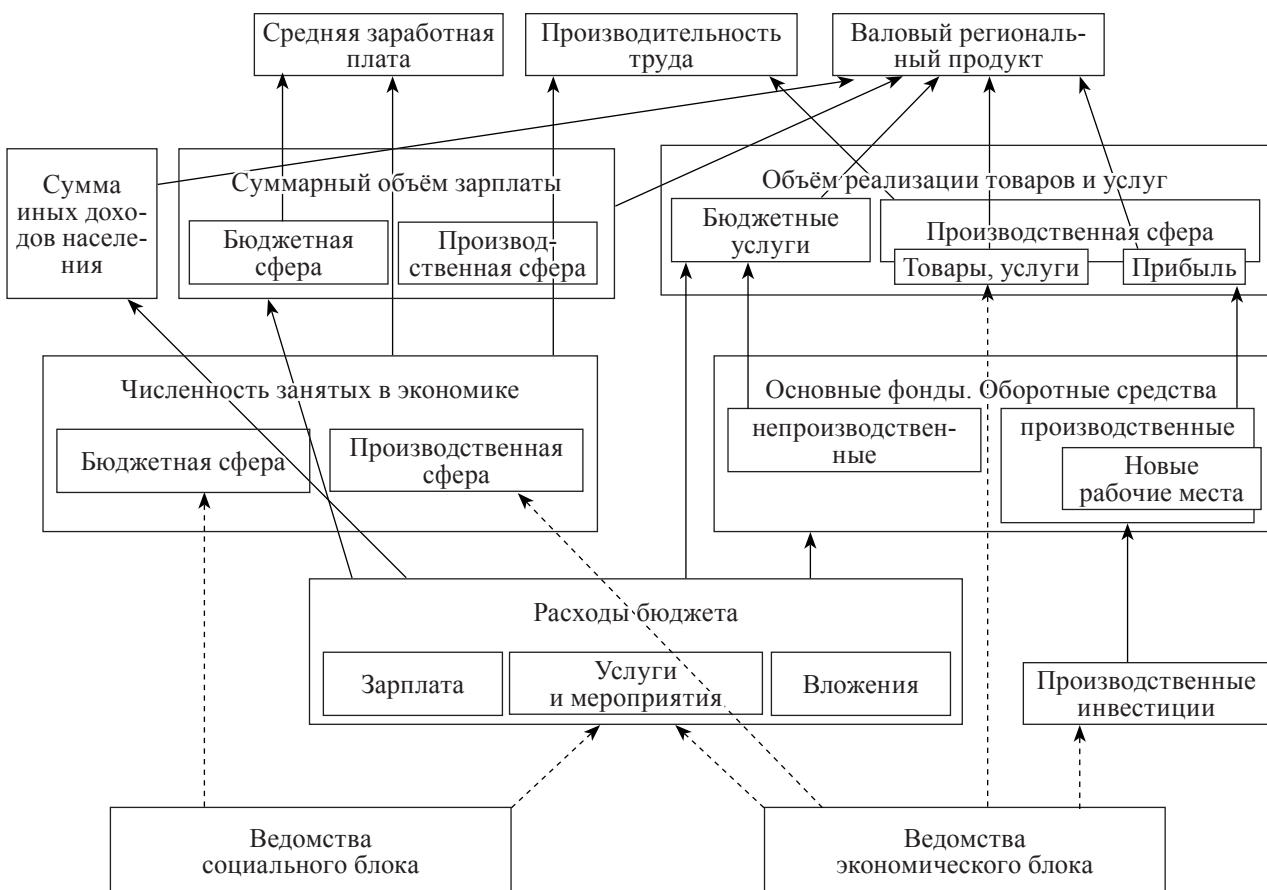 Средняя заработная
плата
Производительность
труда
Валовый региональ-
ный продукт
Сумма
иных дохо-
дов населе-
ния
Суммарный объём зарплаты
Бюджетная
сфера
Производ-
ственная сфера
Объём реализации товаров и услуг
Бюджетные
услуги
Производственная сфера
Товары, услуги
Прибыль
Численность занятых в экономике
Бюджетная сфера
Производственная
сфера
Основные фонды. Оборотные средства
непроизводствен-
ные
производственные
Новые
рабочие места
Расходы бюджета
Зарплата
Услуги
и мероприятия
Вложения
Производственные
инвестиции
Ведомства
социального блока
Ведомства
экономического блока